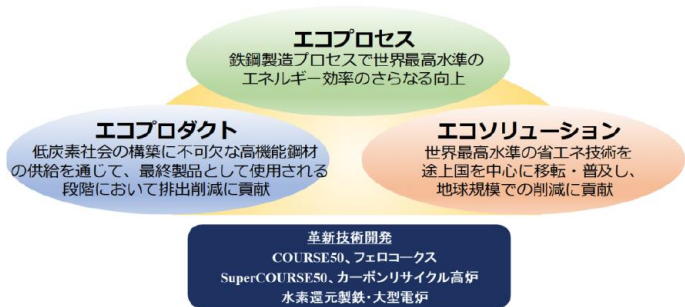 エコプロセス
鉄鋼製造プロセスで世界最高水準の
エネルギー効率のさらなる向上
エコプロダクト
低炭素社会の構築に不可欠な高機能鋼材
の供給を通じて、最終製品として使用される
段階において排出削減に貢献
エコソリューション
世界最高水準の省エネ技術を
途上国を中心に移転・普及し、
地球規模での削減に貢献
革新技術開発
COURSE50、フェロコークス
SuperCOURSE50、カーボンリサイクル高炉
水素還元製鉄・大型電炉